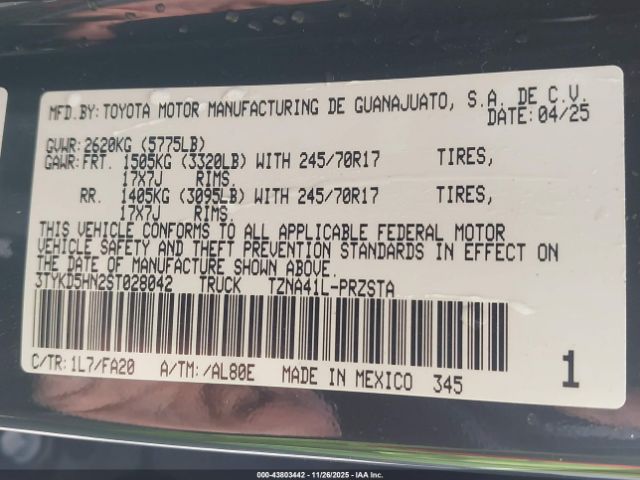 MFD.BY: TOYOTA MOTOR MANUFACTURING DE GUANAJUATO, S.A. DE C.V.
DATE: 04/25
GVWR: 2620KG (5775LB)
GAWR: FRT. 1505KG (3320LB) WITH 245/70R17 TIRES,
17X7J RIMS.
RR. 1405KG (3095LB) WITH 245/70R17 TIRES,
17X7J RIMS.
THIS VEHICLE CONFORMS TO ALL APPLICABLE FEDERAL MOTOR
VEHICLE SAFETY AND THEFT PREVENTION STANDARDS IN EFFECT ON
THE DATE OF MANUFACTURE SHOWN ABOVE.
3TYKD5HN2ST028042 TRUCK TZNA41L-PRZSTA
C/TR: 1L7/FA20 A/TM: /AL80E MADE IN MEXICO 345 1
000-43803442 - 11/26/2025 - IAA Inc.